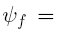 ψ_f =